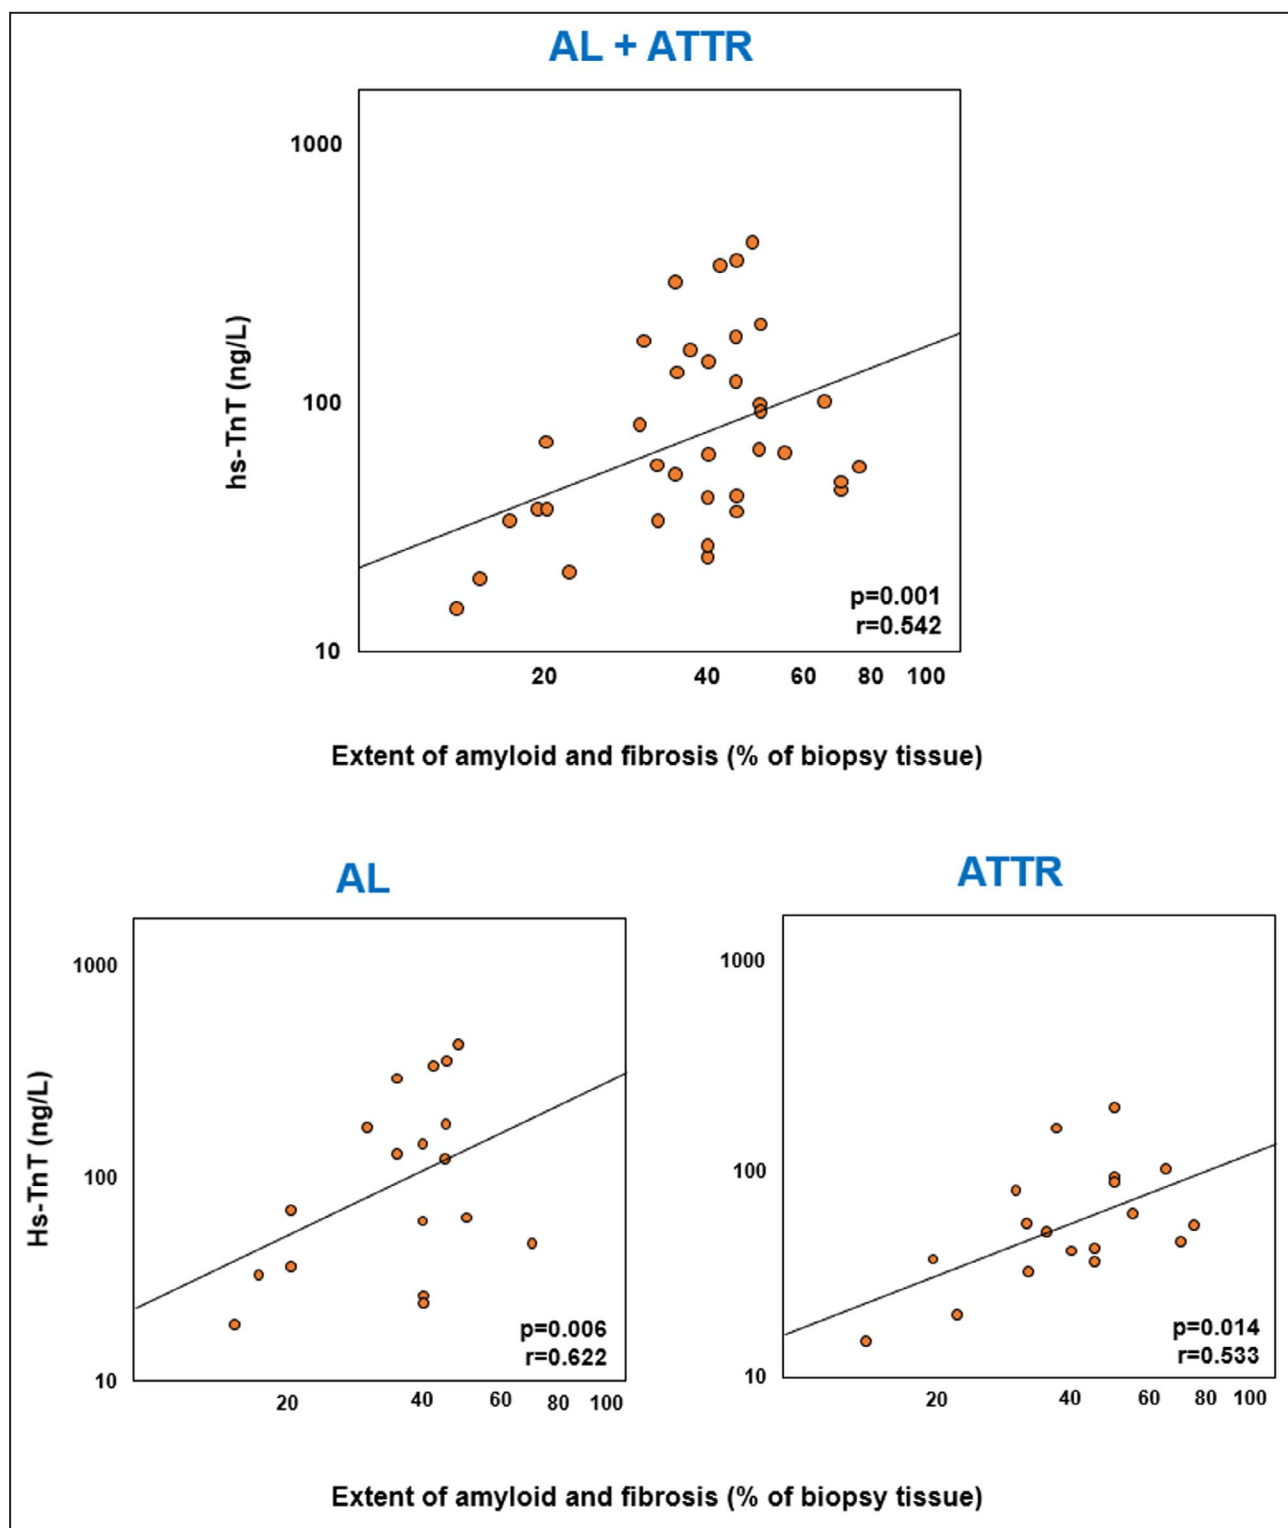 AL + ATTR
1000
100
10
hs-TnT (ng/L)
p=0.001
r=0.542
20 40 60 80 100
Extent of amyloid and fibrosis (% of biopsy tissue)
AL
1000
100
10
Hs-TnT (ng/L)
p=0.006
r=0.622
20 40 60 80 100
ATTR
1000
100
10
p=0.014
r=0.533
20 40 60 80 100
Extent of amyloid and fibrosis (% of biopsy tissue)